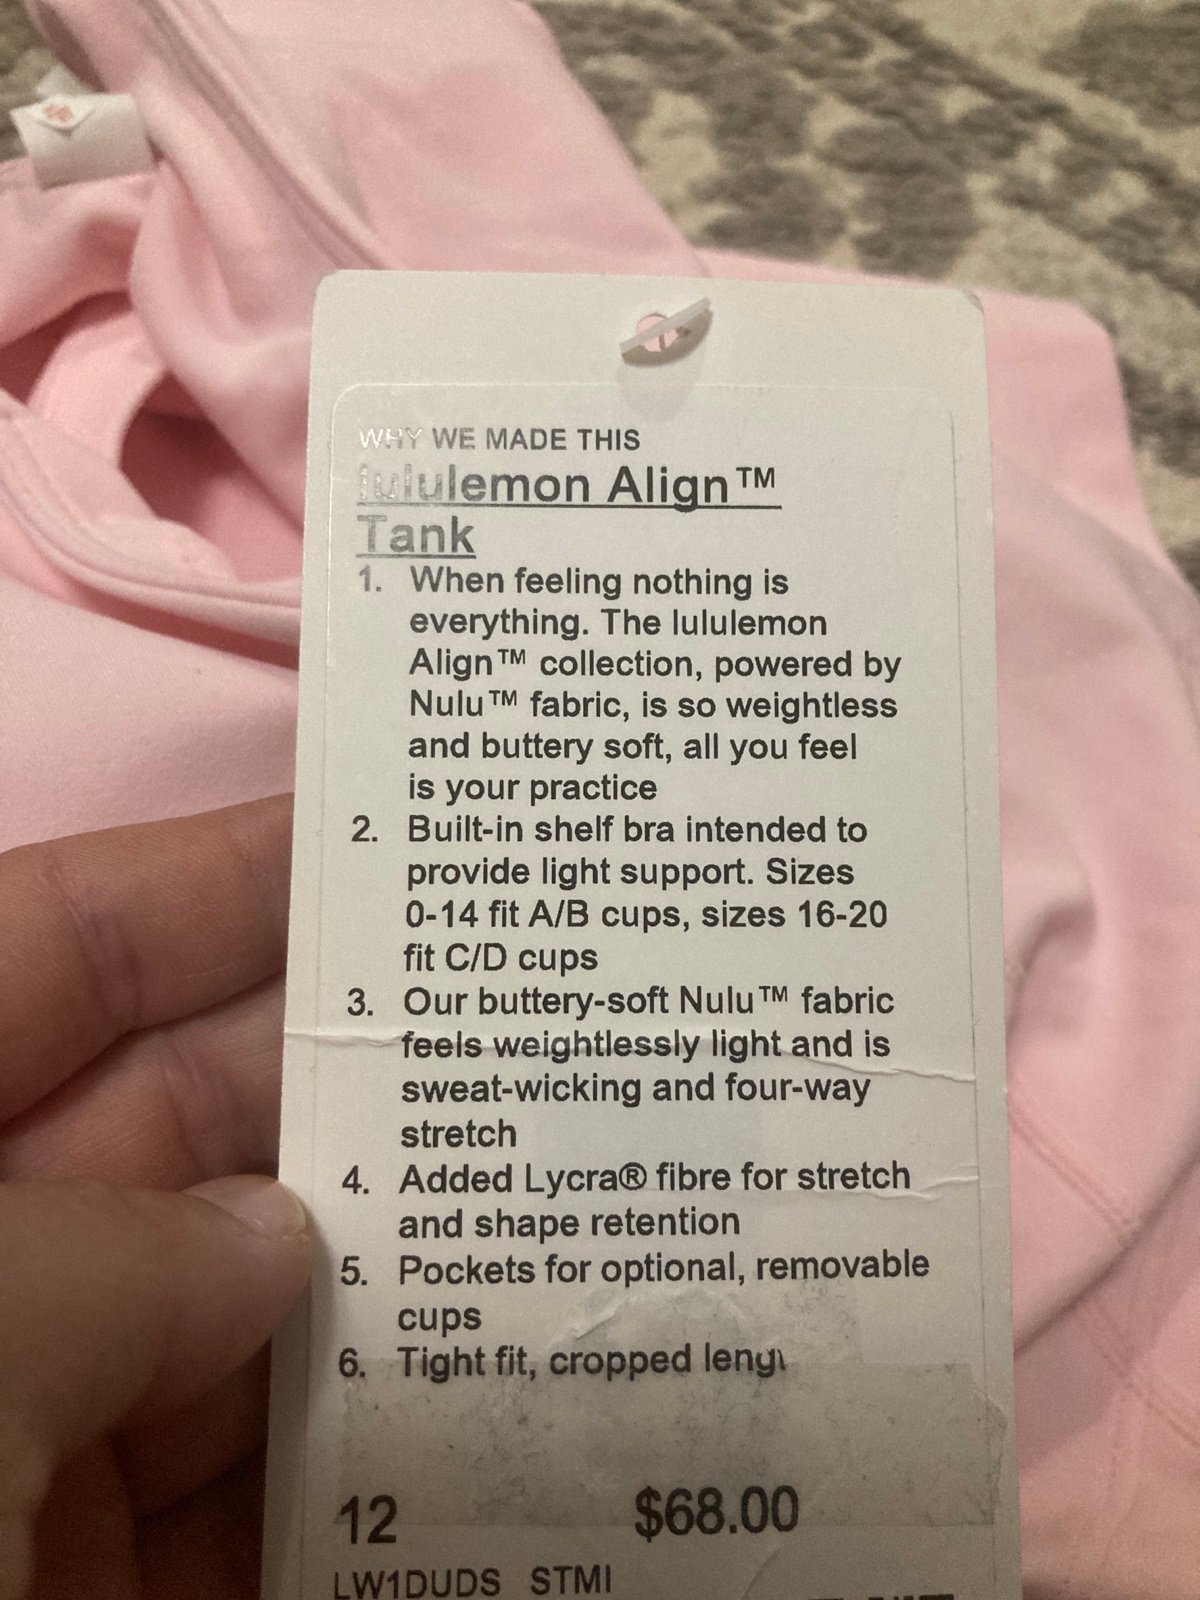 WHY WE MADE THIS
lululemon Align™
Tank
1. When feeling nothing is
everything. The lululemon
Align™ collection, powered by
Nulu™ fabric, is so weightless
and buttery soft, all you feel
is your practice
2. Built-in shelf bra intended to
provide light support. Sizes
0-14 fit A/B cups, sizes 16-20
fit C/D cups
3. Our buttery-soft Nulu™ fabric
feels weightlessly light and is
sweat-wicking and four-way
stretch
4. Added Lycra® fibre for stretch
and shape retention
5. Pockets for optional, removable
cups
6. Tight fit, cropped
12 $68.00
LW1DUDS STMI